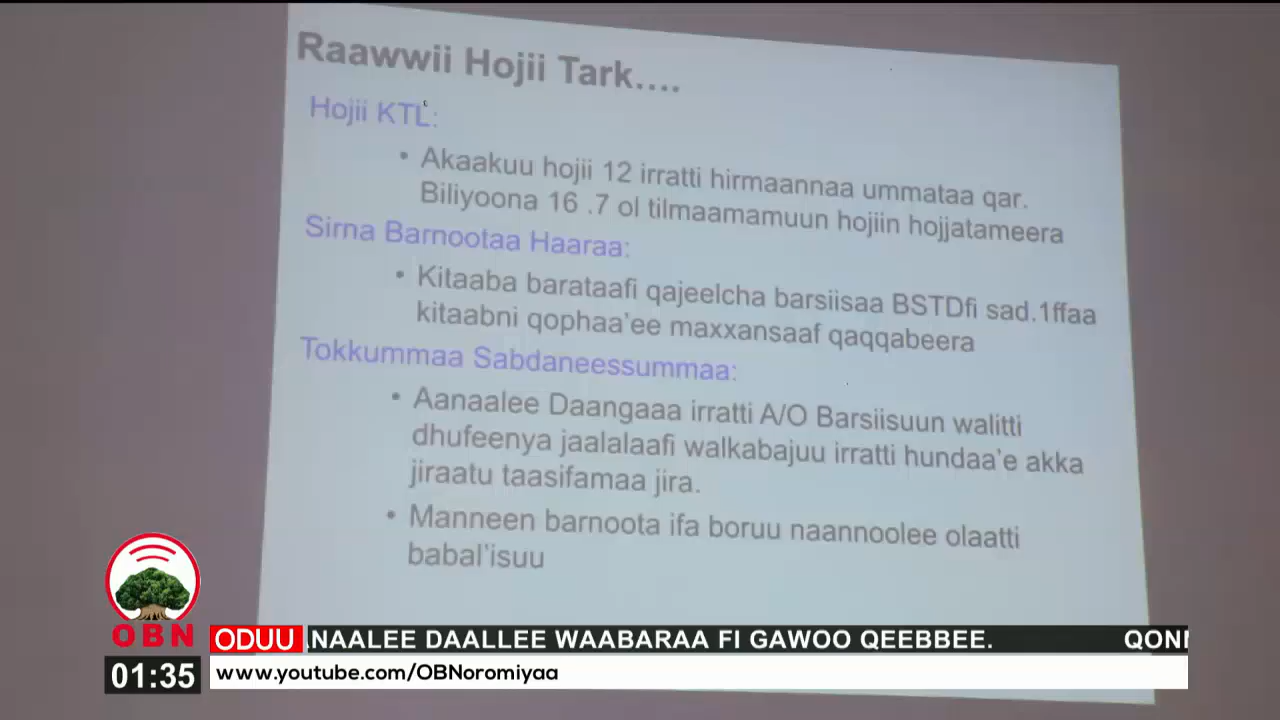 Raawwii Hojii Tark....
Hojii KTL:
• Akaakuu hojii 12 irratti hirmaannaa ummataa qar.
Biliyoona 16 .7 ol tilmaamamuun hojiin hojjatameera
Sirna Barnootaa Haaraa:
• Kitaaba barataafi qajeelcha barsiisaa BSTDfi sad.1ffaa
kitaabni qophaa'ee maxxansaaf qaqqabeera
Tokkummaa Sabdaneessummaa:
• Aanaalee Daangaaa irratti A/O Barsiisuun walitti
dhufeenya jaalalaafi walkabajuu irratti hundaa'e akka
jiraatu taasifamaa jira.
• Manneen barnoota ifa boruu naannoolee olaatti
babal'isuu
OBN
ODUU NAALEE DAALLEE WAABARAA FI GAWOO QEEBBEE.
01:35 www.youtube.com/OBNoromiyaa